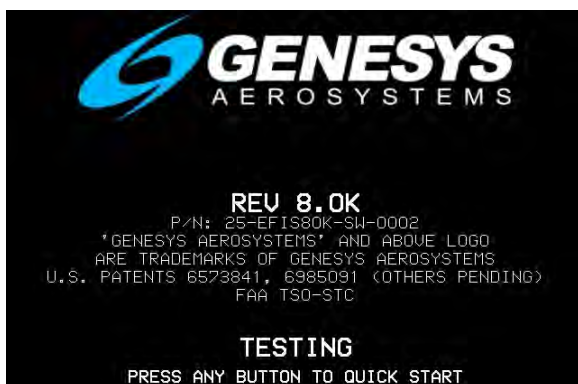 GENESYS
AEROSYSTEMS
REV 8.0K
P/N: 25-EFIS80K-SW-0002
'GENESYS AEROSYSTEMS' AND ABOVE LOGO
ARE TRADEMARKS OF GENESYS AEROSYSTEMS
U.S. PATENTS 6573841, 6985091 (OTHERS PENDING)
FAA TSO-STC
TESTING
PRESS ANY BUTTON TO QUICK START